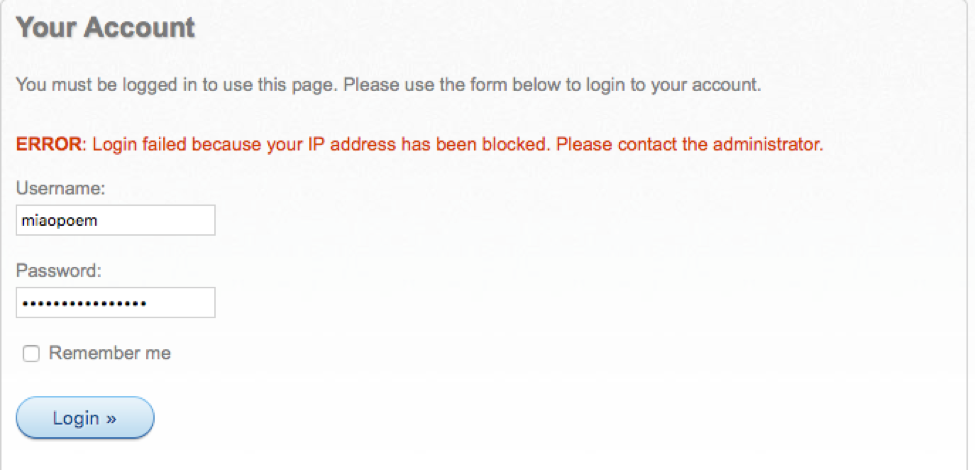 Your Account
You must be logged in to use this page. Please use the form below to login to your account.
ERROR: Login failed because your IP address has been blocked. Please contact the administrator.
Username:
miaopoem
Password:
••••••••••••••••
Remember me
Login »